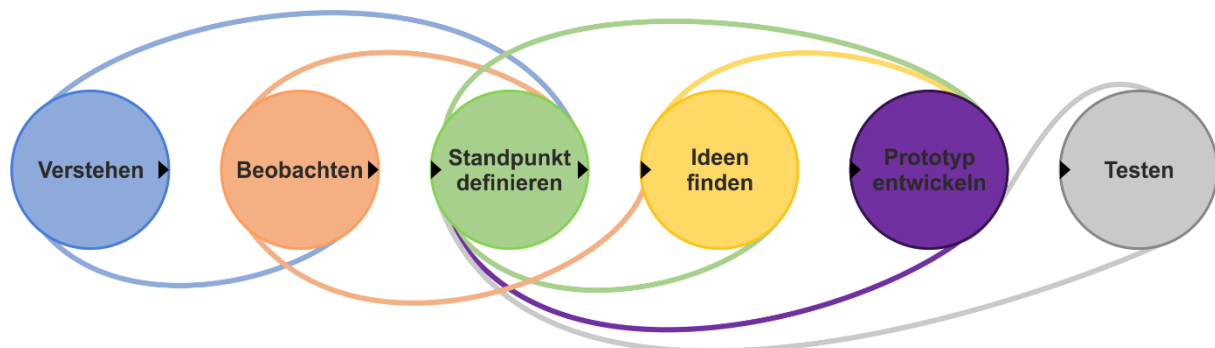 Verstehen
Beobachten
Standpunkt
definieren
Ideen
finden
Prototyp
entwickeln
Testen